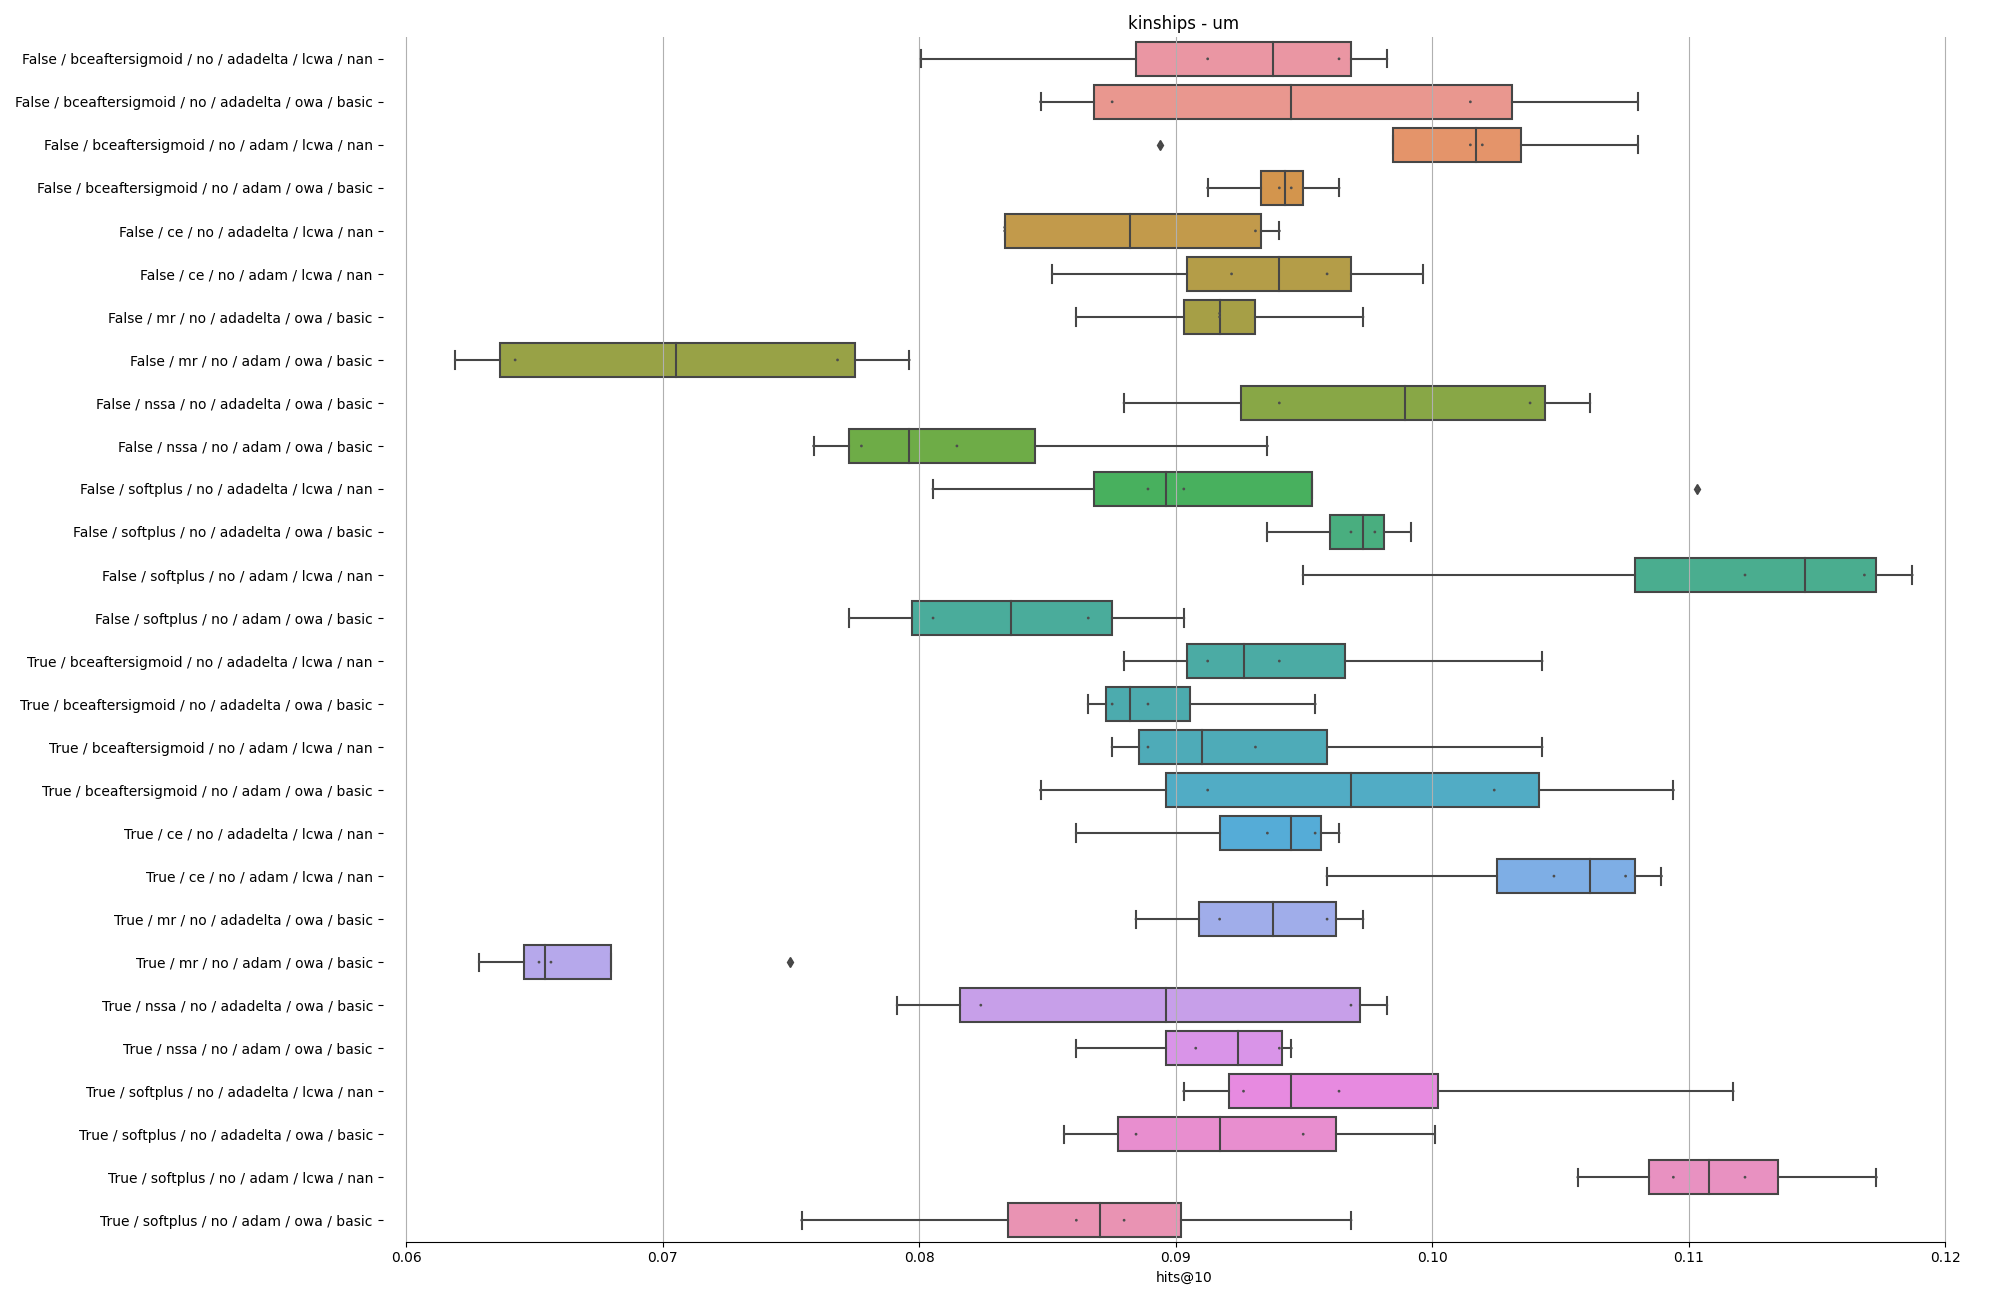 kinships - um
False / bceaftersigmoid / no / adadelta / lcwa / nan
False / bceaftersigmoid / no / adadelta / owa / basic
False / bceaftersigmoid / no / adam / lcwa / nan
False / bceaftersigmoid / no / adam / owa / basic
False / ce / no / adadelta / lcwa / nan
False / ce / no / adam / lcwa / nan
False / mr / no / adadelta / owa / basic
False / mr / no / adam / owa / basic
False / nssa / no / adadelta / owa / basic
False / nssa / no / adam / owa / basic
False / softplus / no / adadelta / lcwa / nan
False / softplus / no / adadelta / owa / basic
False / softplus / no / adam / lcwa / nan
False / softplus / no / adam / owa / basic
True / bceaftersigmoid / no / adadelta / lcwa / nan
True / bceaftersigmoid / no / adadelta / owa / basic
True / bceaftersigmoid / no / adam / lcwa / nan
True / bceaftersigmoid / no / adam / owa / basic
True / ce / no / adadelta / lcwa / nan
True / ce / no / adam / lcwa / nan
True / mr / no / adadelta / owa / basic
True / mr / no / adam / owa / basic
True / nssa / no / adadelta / owa / basic
True / nssa / no / adam / owa / basic
True / softplus / no / adadelta / lcwa / nan
True / softplus / no / adadelta / owa / basic
True / softplus / no / adam / lcwa / nan
True / softplus / no / adam / owa / basic
0.06 0.07 0.08 0.09 0.10 0.11 0.12
hits@10